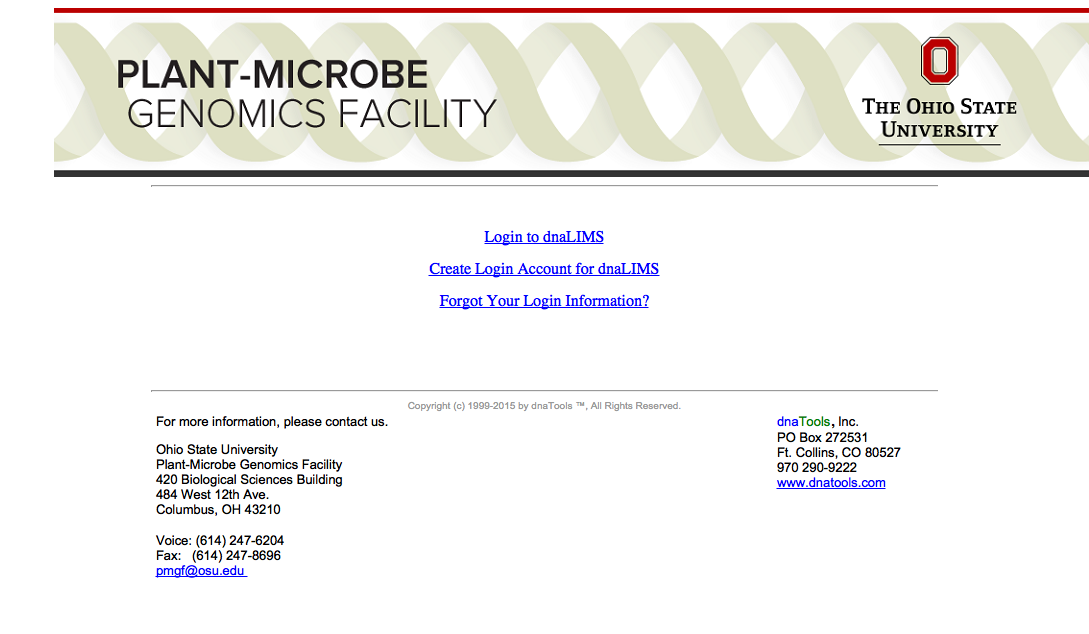 PLANT-MICROBE
GENOMICS FACILITY
THE OHIO STATE
UNIVERSITY
Login to dnaLIMS
Create Login Account for dnaLIMS
Forgot Your Login Information?
Copyright (c) 1999-2015 by dnaTools ™, All Rights Reserved.
For more information, please contact us.
Ohio State University
Plant-Microbe Genomics Facility
420 Biological Sciences Building
484 West 12th Ave.
Columbus, OH 43210
Voice: (614) 247-6204
Fax: (614) 247-8696
pmgf@osu.edu
dnaTools, Inc.
PO Box 272531
Ft. Collins, CO 80527
970 290-9222
www.dnatools.com